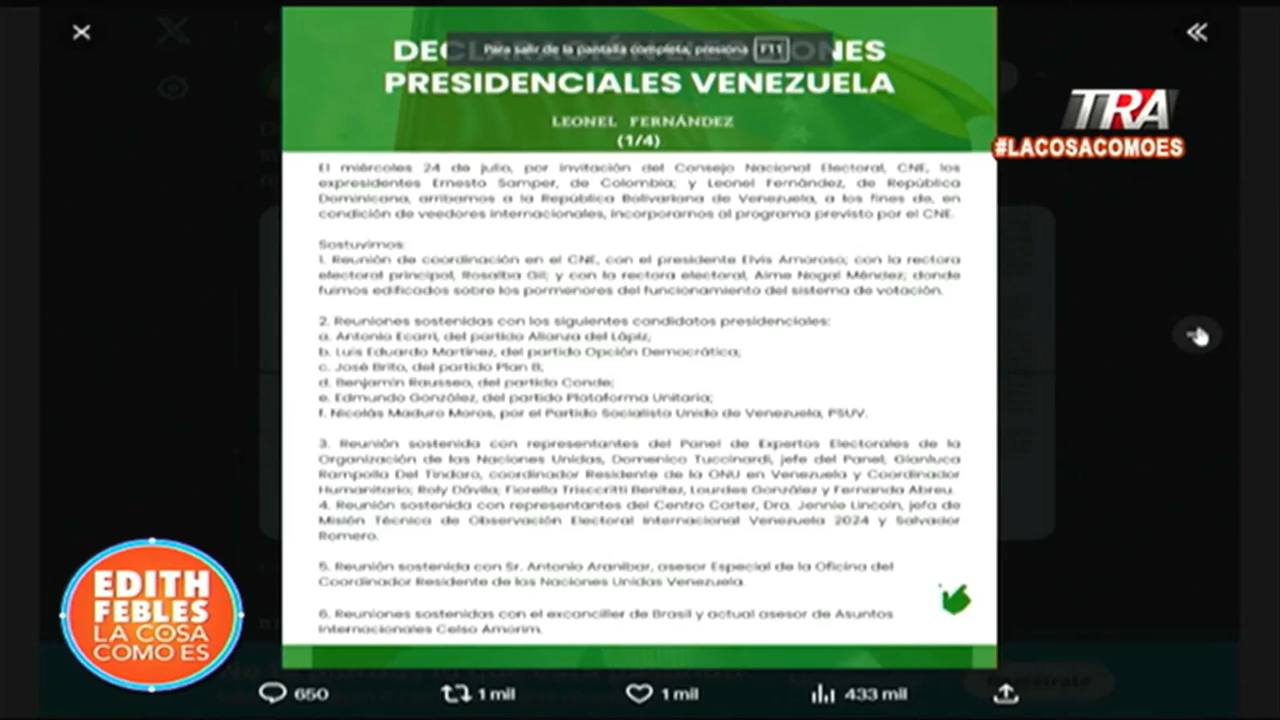 DECLARACIÓN ELECCIONES
Para salir de la pantalla completa, presiona F11
PRESIDENCIALES VENEZUELA
LEONEL FERNÁNDEZ
(1/4)
TRA
#LACOSACOMOES
El miércoles 24 de julio, por invitación del Consejo Nacional Electoral, CNE, los
expresidentes Ernesto Samper, de Colombia; y Leonel Fernández, de República
Dominicana, arribamos a la República Bolivariana de Venezuela, a los fines de, en
condición de veedores internacionales, incorporarnos al programa previsto por el CNE.
Sostuvimos:
1. Reunión de coordinación en el CNE, con el presidente Elvis Amoroso; con la rectora
electoral principal, Rosalba Gil; y con la rectora electoral, Aime Nogal Méndez; donde
fuimos edificados sobre los pormenores del funcionamiento del sistema de votación.
2. Reuniones sostenidas con los siguientes candidatos presidenciales:
a. Antonio Ecarri, del partido Alianza del Lápiz;
b. Luis Eduardo Martínez, del partido Opción Democrática;
c. José Brito, del partido Plan B;
d. Benjamín Rausseo, del partido Conde;
e. Edmundo González, del partido Plataforma Unitaria;
f. Nicolás Maduro Moros, por el Partido Socialista Unido de Venezuela, PSUV.
3. Reunión sostenida con representantes del Panel de Expertos Electorales de la
Organización de las Naciones Unidas, Domenico Tuccinardi, jefe del Panel, Gianluca
Rampolla Del Tindaro, coordinador Residente de la ONU en Venezuela y Coordinador
Humanitario; Roly Dávila; Fiorella Triscritti Benítez, Lourdes González y Fernanda Abreu.
4. Reunión sostenida con representantes del Centro Carter, Dra. Jennie Lincoln, jefa de
Misión Técnica de Observación Electoral Internacional Venezuela 2024 y Salvador
Romero.
5. Reunión sostenida con Sr. Antonio Aranibar, asesor Especial de la Oficina del
Coordinador Residente de las Naciones Unidas Venezuela.
6. Reuniones sostenidas con el excanciller de Brasil y actual asesor de Asuntos
Internacionales Celso Amorim.
EDITH
FEBLES
LA COSA
COMO ES
650
1 mil
1 mil
433 mil